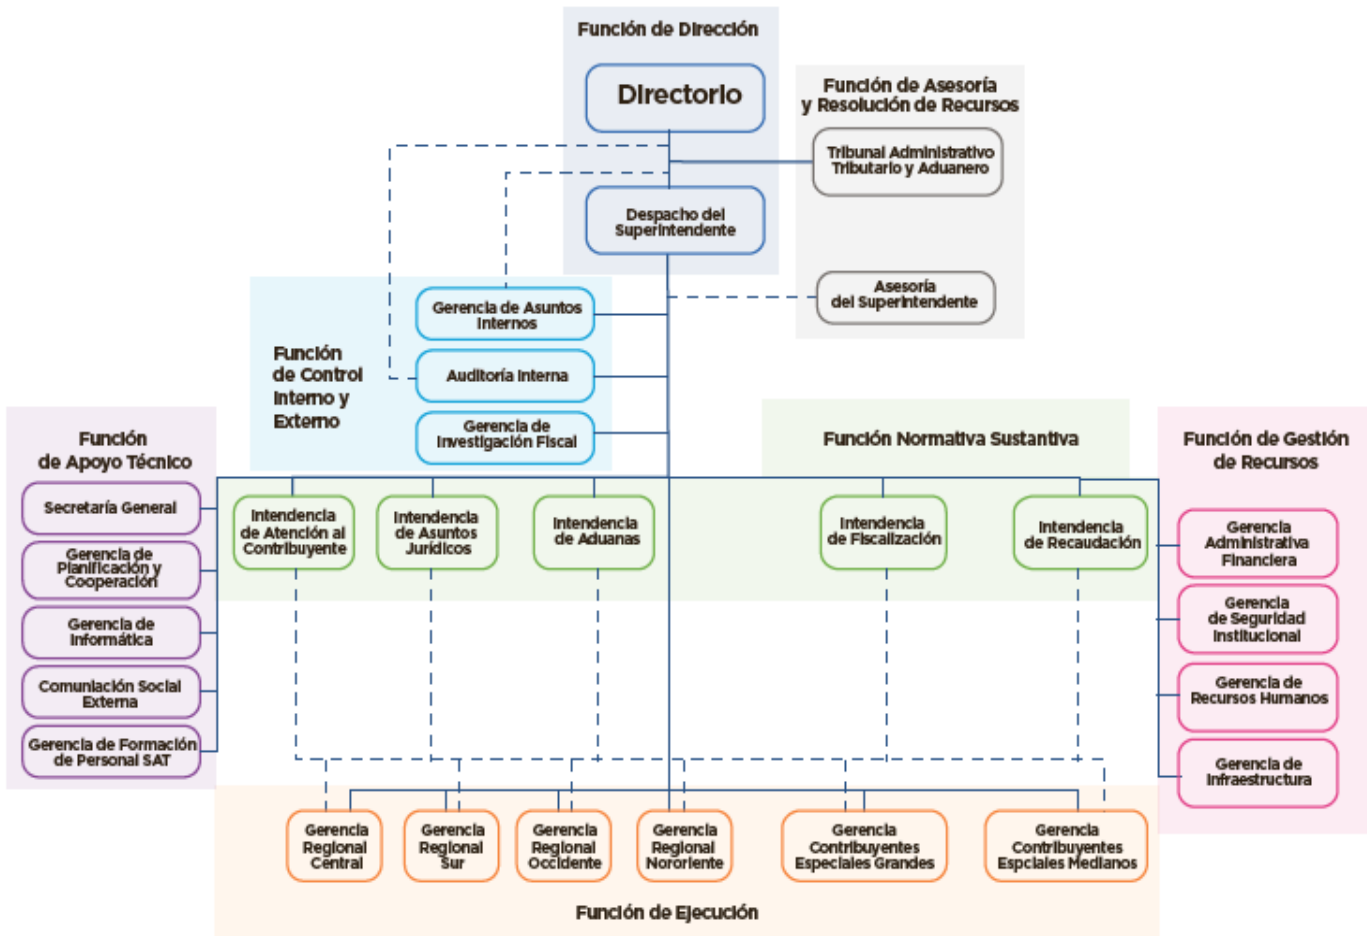 Función de Dirección
Directorio
Función de Asesoría
y Resolución de Recursos
Tribunal Administrativo
Tributario y Aduanero
Despacho del
Superintendente
Asesoría
del Superintendente
Gerencia de Asuntos
Internos
Función
de Control
Interno y
Externo
Auditoría Interna
Gerencia de
Investigación Fiscal
Función
de Apoyo Técnico
Secretaría General
Gerencia de
Planificación y
Cooperación
Gerencia de
Informática
Comuniación Social
Externa
Gerencia de Formación
de Personal SAT
Función Normativa Sustantiva
Intendencia
de Atención al
Contribuyente
Intendencia
de Asuntos
Jurídicos
Intendencia
de Aduanas
Intendencia
de Fiscalización
Intendencia
de Recaudación
Función de Gestión
de Recursos
Gerencia
Administrativa
Financiera
Gerencia
de Seguridad
Institucional
Gerencia de
Recursos Humanos
Gerencia de
Infraestructura
Gerencia
Regional
Central
Gerencia
Regional
Sur
Gerencia
Regional
Occidente
Gerencia
Regional
Nororiente
Gerencia
Contribuyentes
Especiales Grandes
Gerencia
Contribuyentes
Espciales Medianos
Función de Ejecución